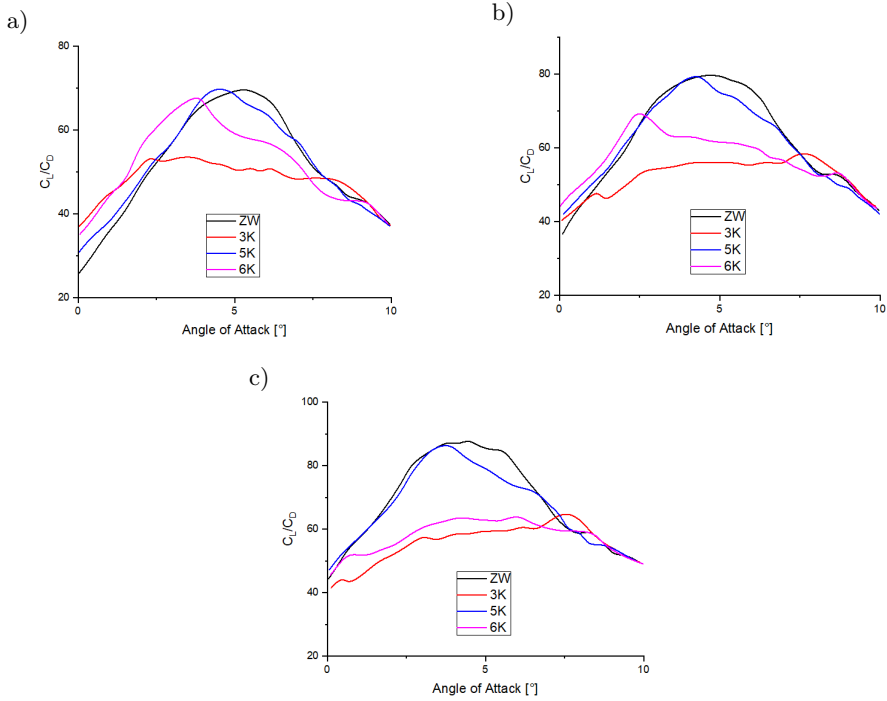 a)
80
60
40
20
C_L/C_D
0
5
10
Angle of Attack [°]
ZW
3K
5K
6K
b)
80
60
40
20
C_L/C_D
0
5
10
Angle of Attack [°]
ZW
3K
5K
6K
c)
100
80
60
40
20
C_L/C_D
0
5
10
Angle of Attack [°]
ZW
3K
5K
6K